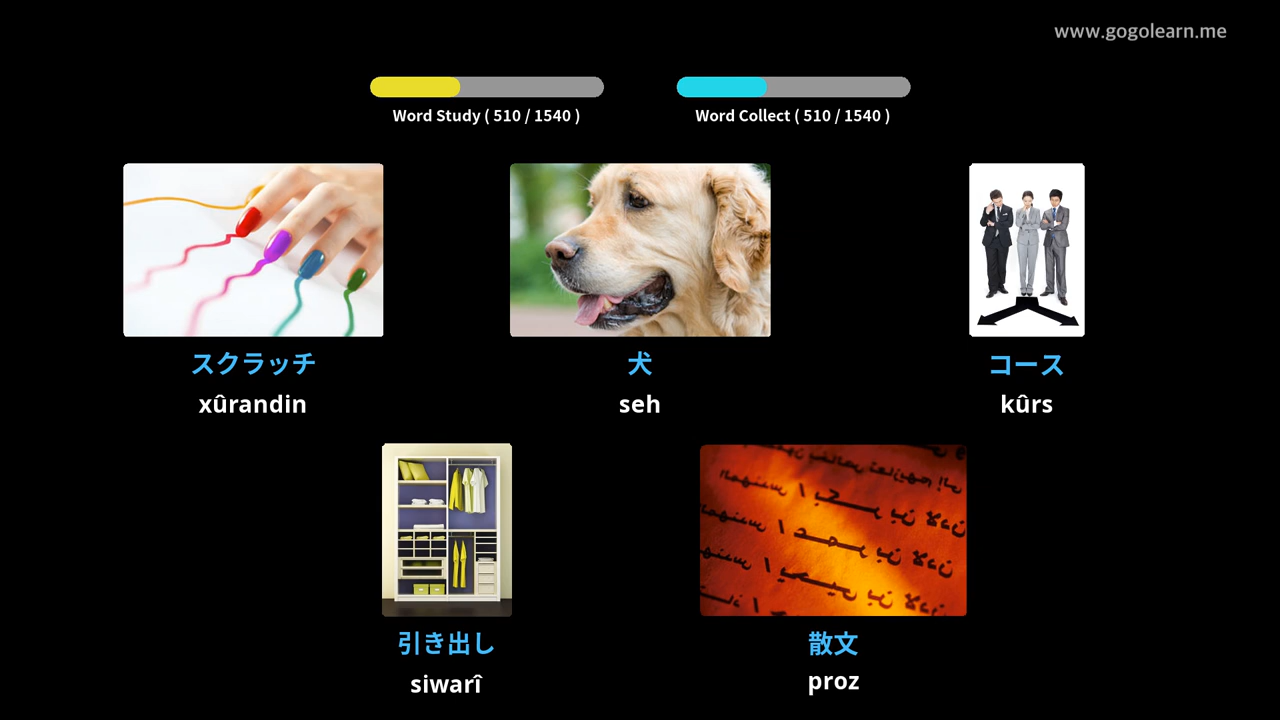 www.gogolearn.me
Word Study ( 510 / 1540 )
Word Collect ( 510 / 1540 )
スクラッチ
xûrandin
犬
seh
コース
kûrs
引き出し
siwarî
散文
proz